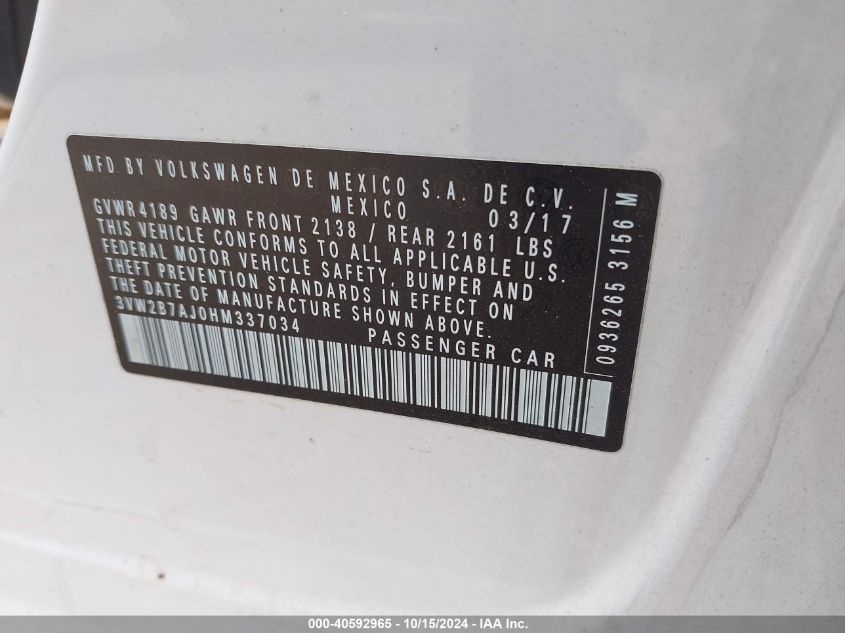 MFD BY VOLKSWAGEN DE MEXICO S.A. DE C.V.
MEXICO 03/17
GVWR4189 GAWR FRONT 2138 / REAR 2161 LBS
THIS VEHICLE CONFORMS TO ALL APPLICABLE U.S.
FEDERAL MOTOR VEHICLE SAFETY, BUMPER AND
THEFT PREVENTION STANDARDS IN EFFECT ON
THE DATE OF MANUFACTURE SHOWN ABOVE.
3VW2B7AJ0HM337034
PASSENGER CAR
0936265 3156 M
000-40592965 - 10/15/2024 - IAA Inc.